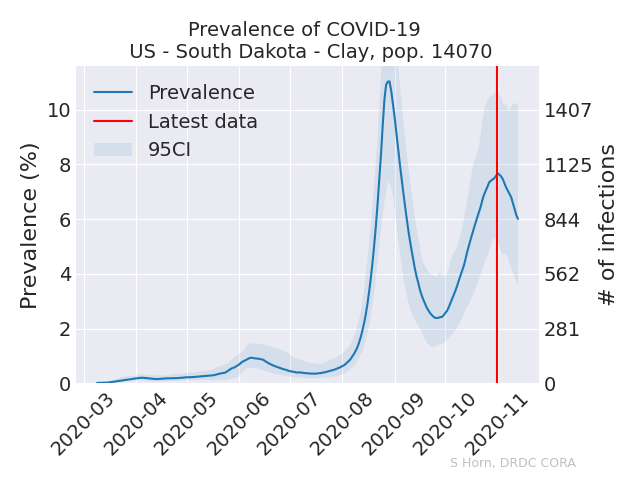 Prevalence of COVID-19
US - South Dakota - Clay, pop. 14070
Prevalence
Latest data
95CI
Prevalence (%)
10
8
6
4
2
0
1407
1125
844
562
281
0
# of infections
2020-03
2020-04
2020-05
2020-06
2020-07
2020-08
2020-09
2020-10
2020-11
S Horn, DRDC CORA